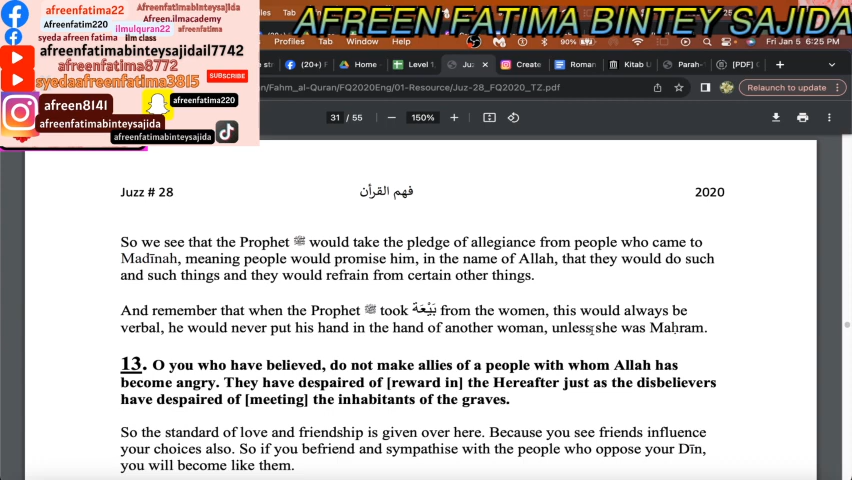 AFREEN FATIMA BINTEY SAJIDA
afreenfatima22
Afreenfatim220
syeda afreen fatima
Afreenfatimabinteysajida
Afreen.ilmacademy
ilmulquran22 afreenfatima
ilm class
afreenfatimabinteysajidail7742
afreenfatima8772
syedaafreenfatima3815
SUBSCRIBE
afreen8141
afreenfatimabinteysajida
afreenfatima220
afreenfatimabinteysajida
Profiles Tab Window Help
90%
Fri Jan 5 6:25 PM
(20+) F
Level 1.
Juz
Create
Roman
Kitab U
Parah-
[PDF] (
/Fahm_al-Quran/FQ2020Eng/01-Resource/Juz-28_FQ2020_TZ.pdf
Relaunch to update
31 / 55
150%
Juzz # 28 فهم القرأن 2020
So we see that the Prophet ﷺ would take the pledge of allegiance from people who came to
Madīnah, meaning people would promise him, in the name of Allah, that they would do such
and such things and they would refrain from certain other things.
And remember that when the Prophet ﷺ took بَيْعَة from the women, this would always be
verbal, he would never put his hand in the hand of another woman, unless she was Maḥram.
13. O you who have believed, do not make allies of a people with whom Allah has
become angry. They have despaired of [reward in] the Hereafter just as the disbelievers
have despaired of [meeting] the inhabitants of the graves.
So the standard of love and friendship is given over here. Because you see friends influence
your choices also. So if you befriend and sympathise with the people who oppose your Dīn,
you will become like them.